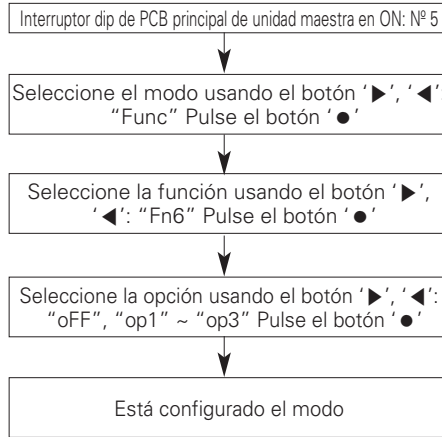 Interruptor dip de PCB principal de unidad maestra en ON: Nº 5
Seleccione el modo usando el botón ‘▶’, ‘◀’:
“Func” Pulse el botón ‘●’
Seleccione la función usando el botón ‘▶’,
‘◀’: “Fn6” Pulse el botón ‘●’
Seleccione la opción usando el botón ‘▶’, ‘◀’:
“oFF”, “op1” ~ “op3” Pulse el botón ‘●’
Está configurado el modo